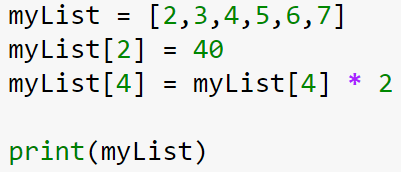 myList = [2,3,4,5,6,7]
myList[2] = 40
myList[4] = myList[4] * 2
print(myList)